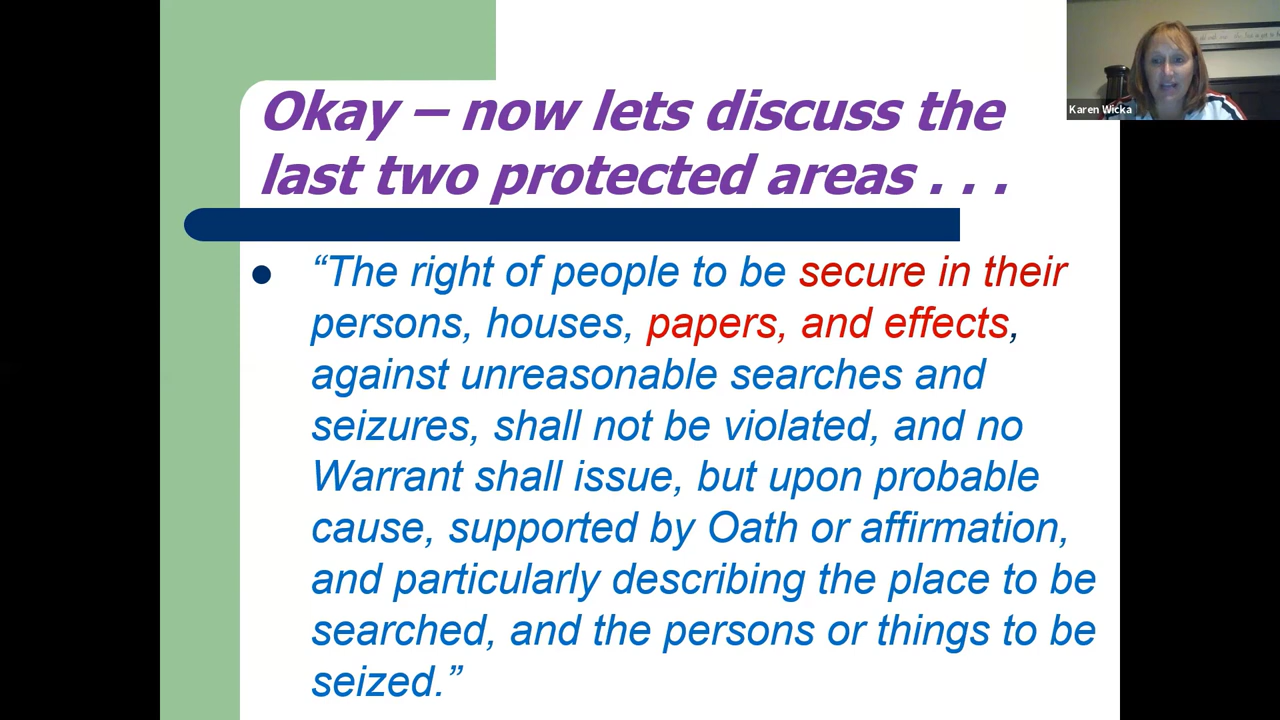 Okay – now lets discuss the
last two protected areas . . .
Karen Wicka
“The right of people to be secure in their
persons, houses, papers, and effects,
against unreasonable searches and
seizures, shall not be violated, and no
Warrant shall issue, but upon probable
cause, supported by Oath or affirmation,
and particularly describing the place to be
searched, and the persons or things to be
seized.”